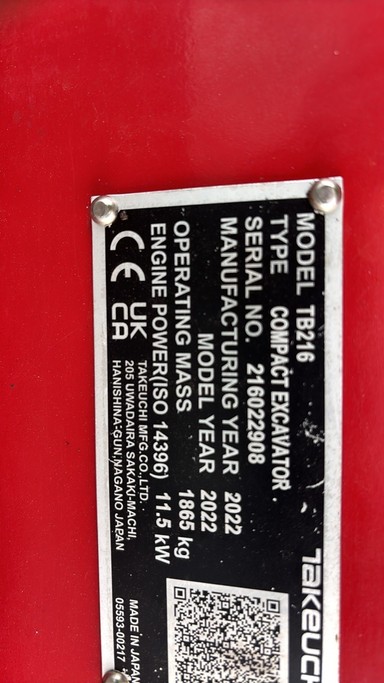 TAKEUCH
MODEL TB216
TYPE COMPACT EXCAVATOR
SERIAL NO. 216022908
MANUFACTURING YEAR 2022
MODEL YEAR 2022
OPERATING MASS 1865 kg
ENGINE POWER(ISO 14396) 11.5 kW
CE UK CA
TAKEUCHI MFG.CO.,LTD.
205 UWADAIRA SAKAKI-MACHI,
HANISHINA-GUN,NAGANO JAPAN
MADE IN JAPAN
05593-00217